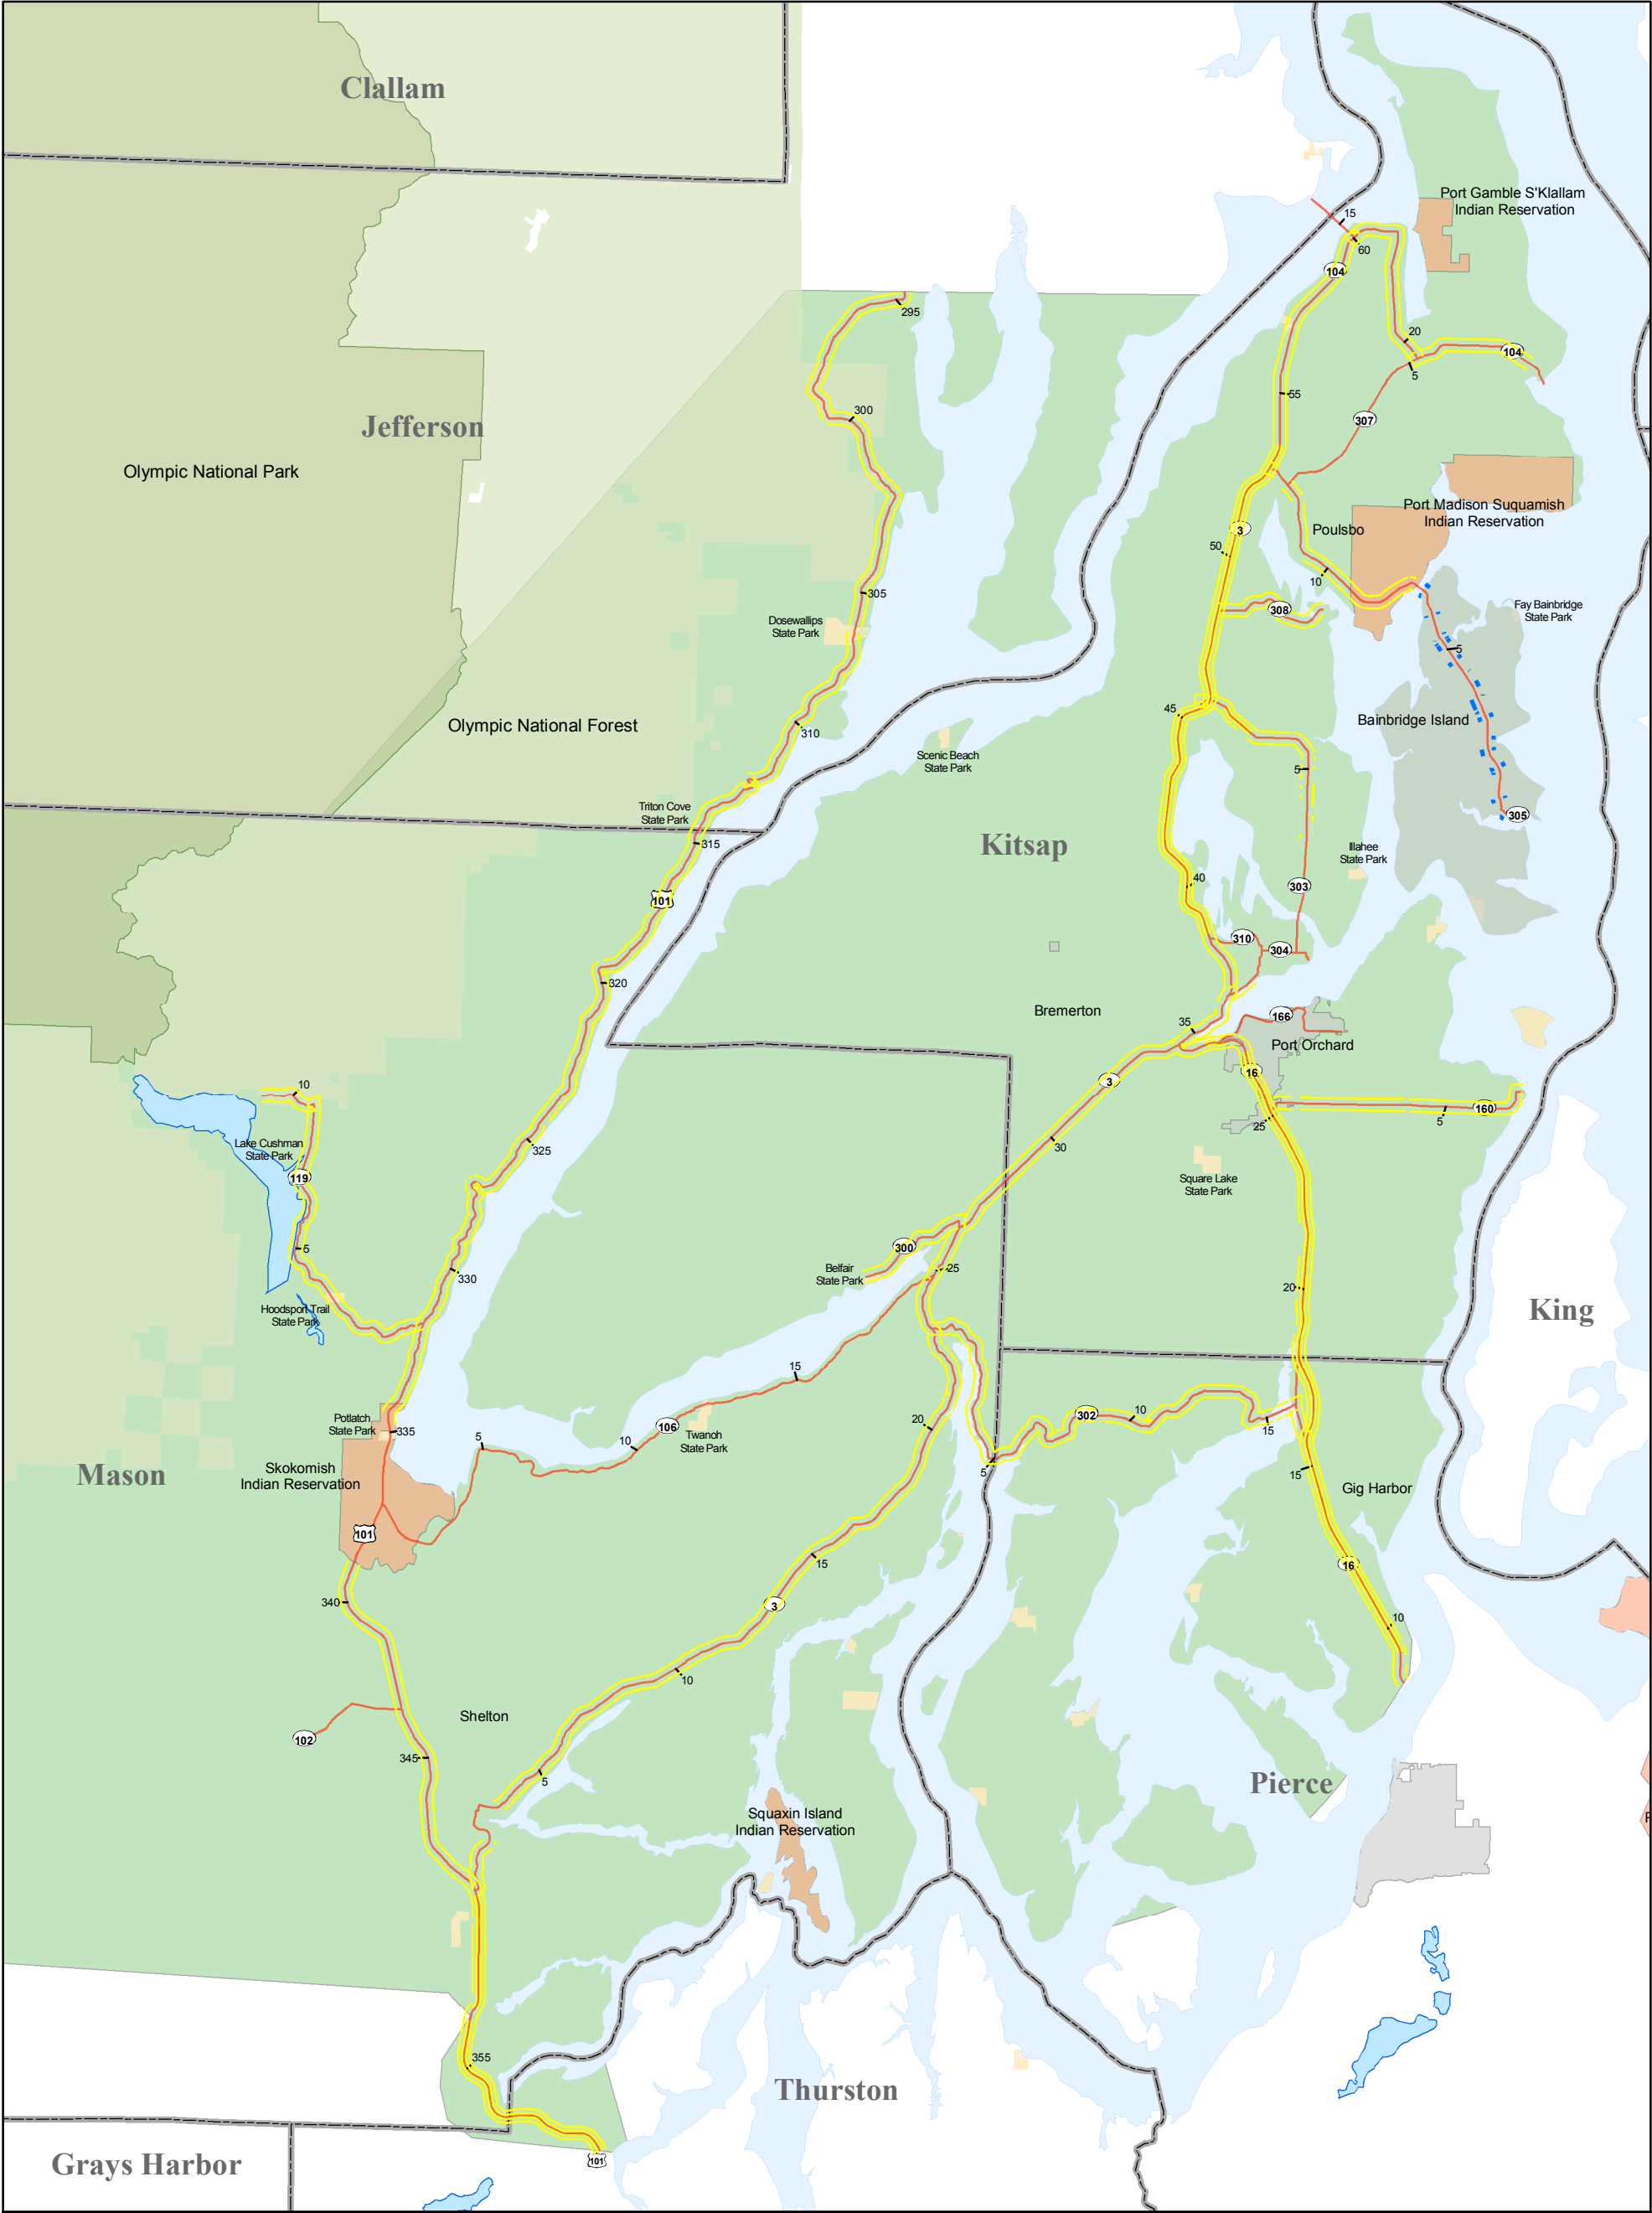 Clallam
Port Gamble S'Klallam
Indian Reservation
15
60
104
295
20
104
5
55
300
307
Jefferson
Olympic National Park
Port Madison Suquamish
Indian Reservation
3
Poulsbo
50
10
305
308
Fay Bainbridge
State Park
Dosewallips
State Park
5
45
Bainbridge Island
310
Olympic National Forest
Scenic Beach
State Park
5
Triton Cove
State Park
305
315
Kitsap
Illahee
State Park
40
303
101
310
304
320
Bremerton
166
35
Port Orchard
16
3
10
160
5
25
30
Lake Cushman
State Park
325
119
Square Lake
State Park
5
300
25
Belfair
State Park
330
20
Hoodsport Trail
State Park
King
15
302
10
Potlatch
State Park
335
5
106
10
Twanoh
State Park
20
15
Skokomish
Indian Reservation
Mason
5
15
Gig Harbor
101
15
16
340
3
10
10
Shelton
102
345
5
Pierce
Squaxin Island
Indian Reservation
355
Thurston
Grays Harbor
101